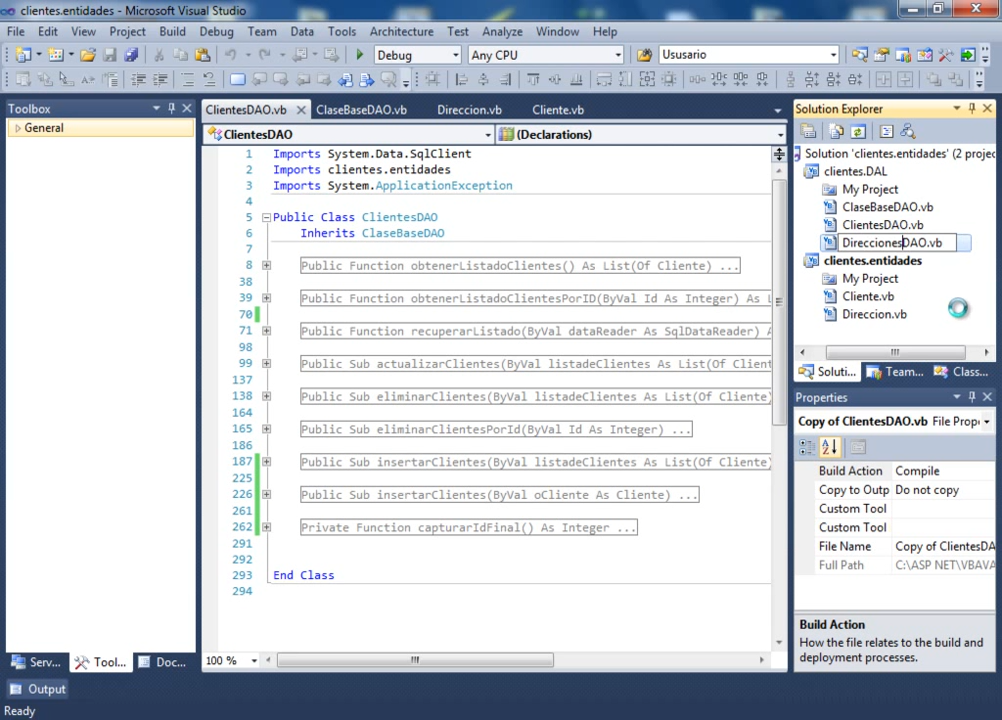 clientes.entidades - Microsoft Visual Studio
File Edit View Project Build Debug Team Data Tools Architecture Test Analyze Window Help
Debug Any CPU Ususario
Toolbox
General
ClientesDAO.vb ClaseBaseDAO.vb Direccion.vb Cliente.vb
ClientesDAO (Declarations)
1 Imports System.Data.SqlClient
2 Imports clientes.entidades
3 Imports System.ApplicationException
4
5 Public Class ClientesDAO
6 Inherits ClaseBaseDAO
7
8 Public Function obtenerListadoClientes() As List(Of Cliente) ...
38
39 Public Function obtenerListadoClientesPorID(ByVal Id As Integer) As L
70
71 Public Function recuperarListado(ByVal dataReader As SqlDataReader) A
98
99 Public Sub actualizarClientes(ByVal listadeClientes As List(Of Client
137
138 Public Sub eliminarClientes(ByVal listadeClientes As List(Of Cliente)
164
165 Public Sub eliminarClientesPorId(ByVal Id As Integer) ...
186
187 Public Sub insertarClientes(ByVal listadeClientes As List(Of Cliente)
225
226 Public Sub insertarClientes(ByVal oCliente As Cliente) ...
261
262 Private Function capturarIdFinal() As Integer ...
291
292
293 End Class
294
100 %
Serv... Tool... Doc...
Output
Ready
Solution Explorer
Solution 'clientes.entidades' (2 projec
clientes.DAL
My Project
ClaseBaseDAO.vb
ClientesDAO.vb
DireccionesDAO.vb
clientes.entidades
My Project
Cliente.vb
Direccion.vb
Soluti... Team... Class...
Properties
Copy of ClientesDAO.vb File Prope
Build Action Compile
Copy to Outp Do not copy
Custom Tool
Custom Tool
File Name Copy of ClientesDA
Full Path C:\ASP NET\VBAVA
Build Action
How the file relates to the build and
deployment processes.